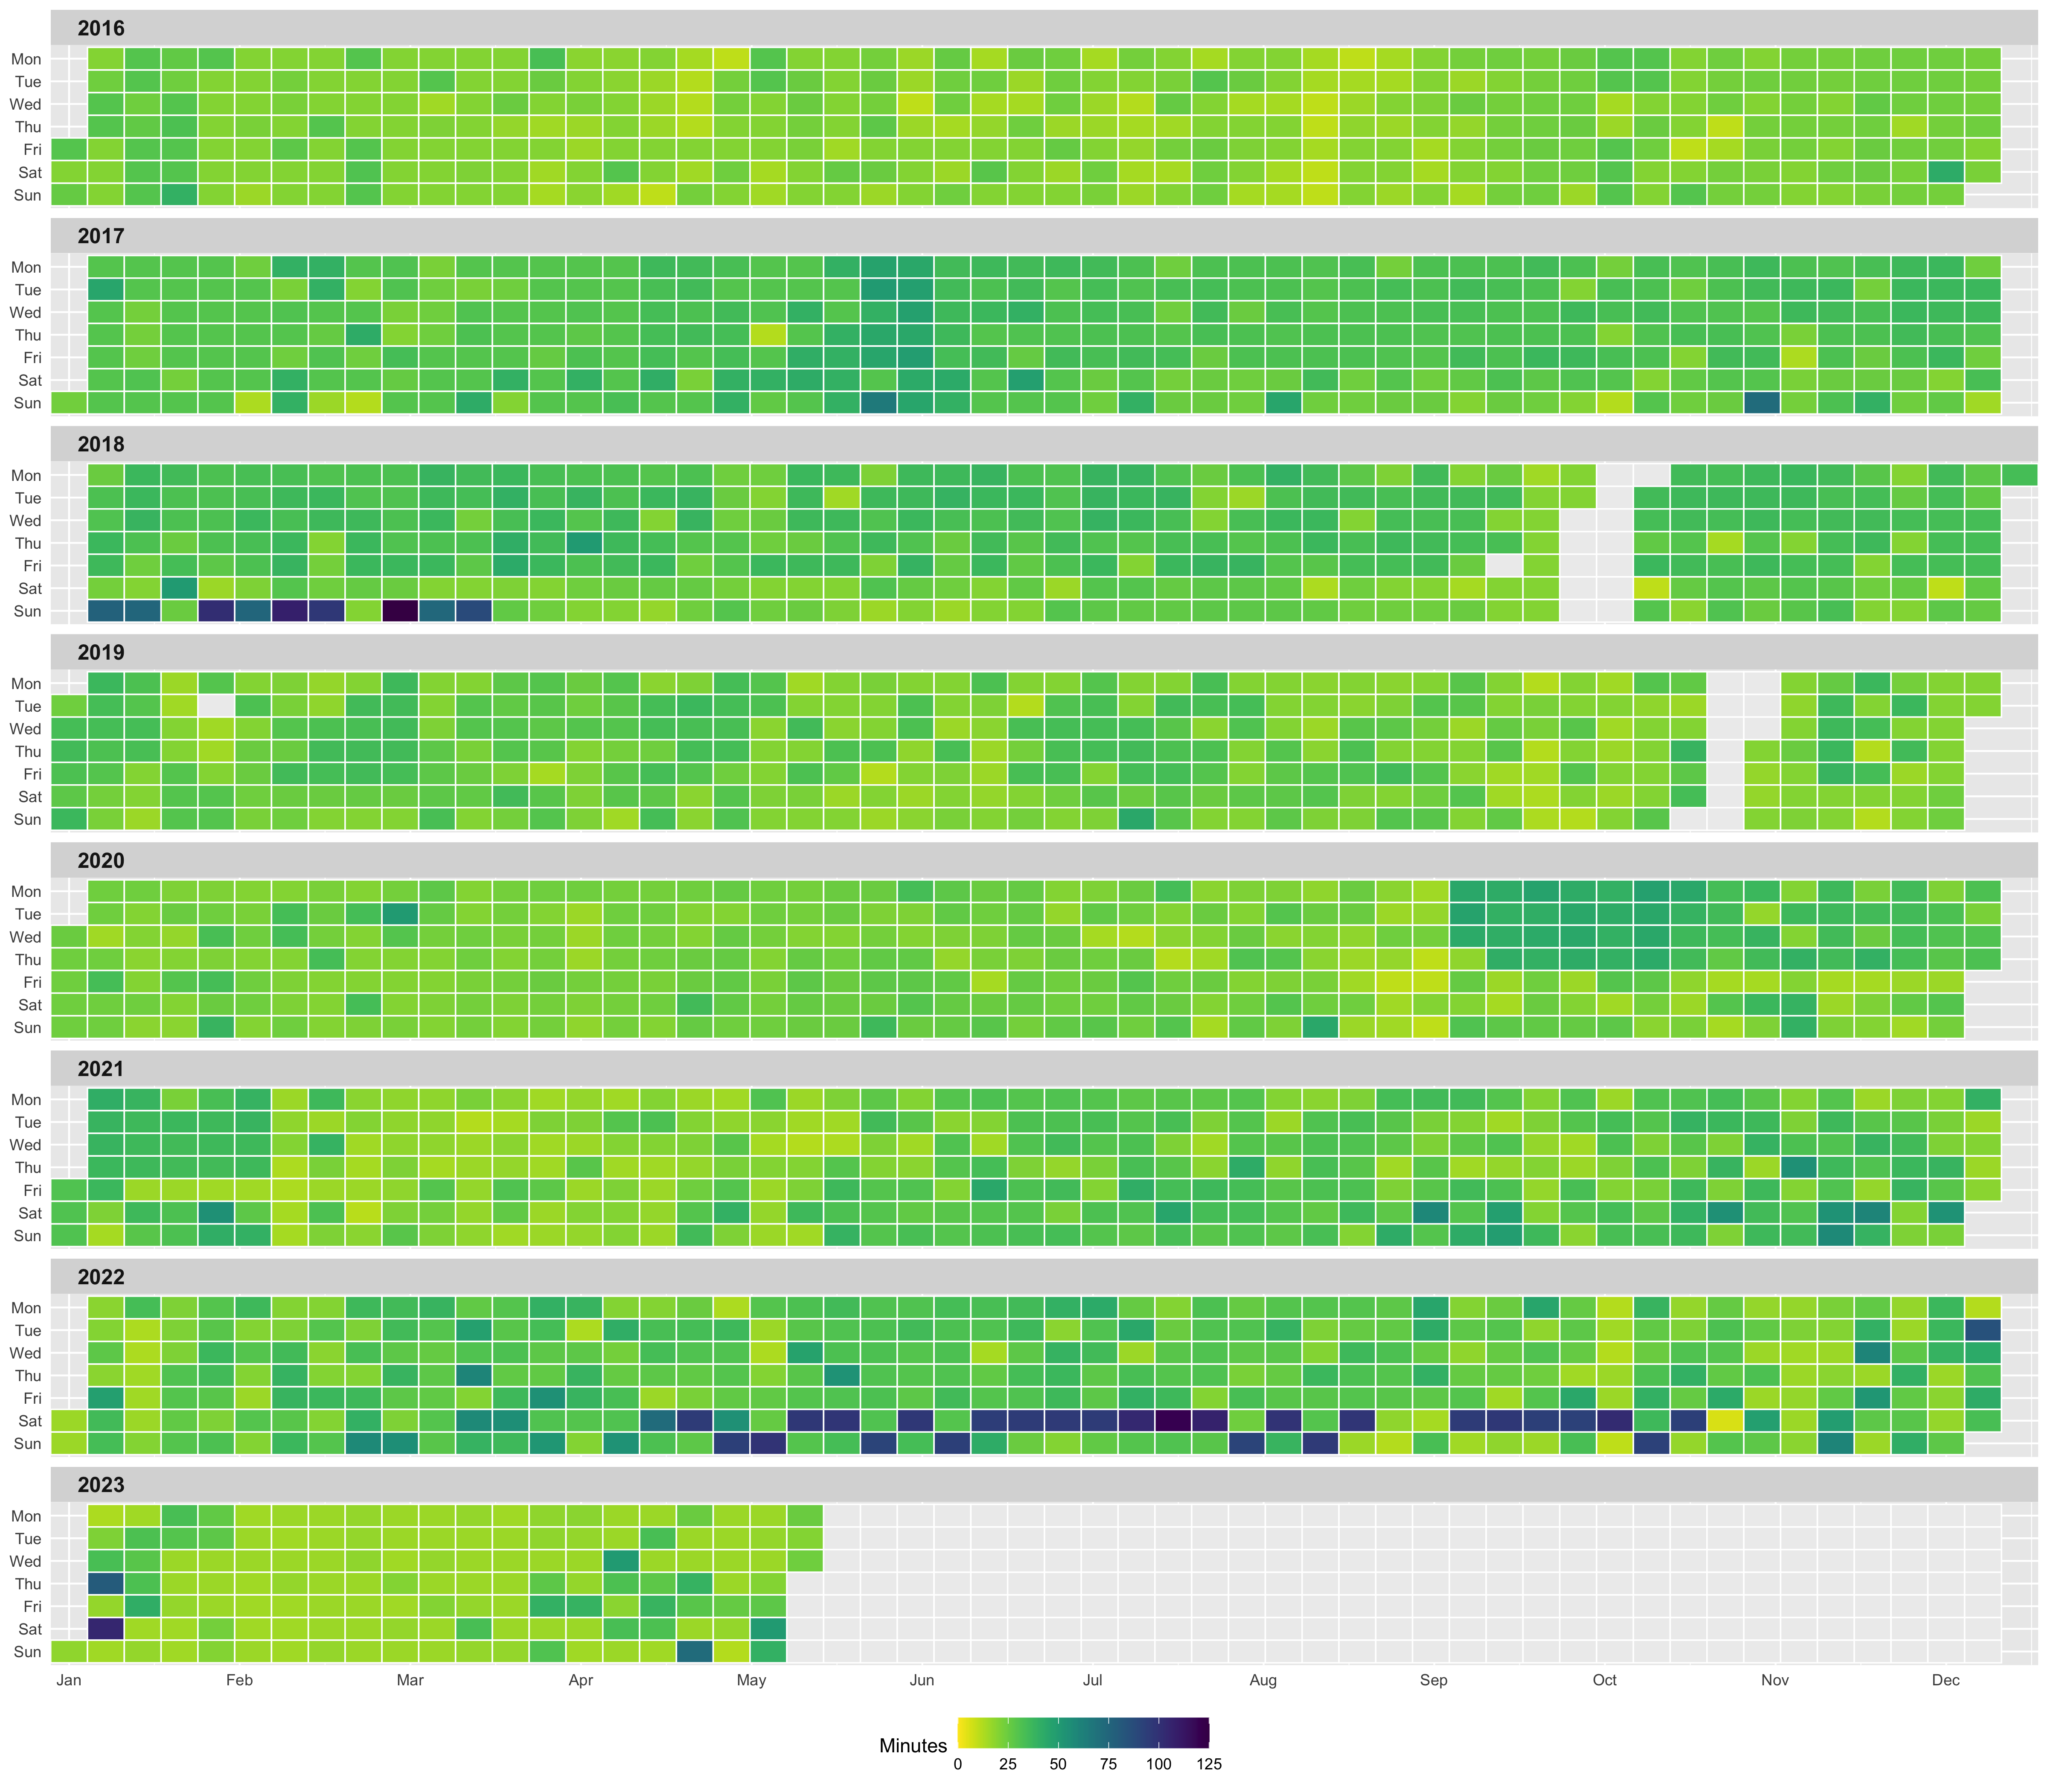 2016
Mon
Tue
Wed
Thu
Fri
Sat
Sun
2017
Mon
Tue
Wed
Thu
Fri
Sat
Sun
2018
Mon
Tue
Wed
Thu
Fri
Sat
Sun
2019
Mon
Tue
Wed
Thu
Fri
Sat
Sun
2020
Mon
Tue
Wed
Thu
Fri
Sat
Sun
2021
Mon
Tue
Wed
Thu
Fri
Sat
Sun
2022
Mon
Tue
Wed
Thu
Fri
Sat
Sun
2023
Mon
Tue
Wed
Thu
Fri
Sat
Sun
Jan Feb Mar Apr May Jun Jul Aug Sep Oct Nov Dec
Minutes
0 25 50 75 100 125